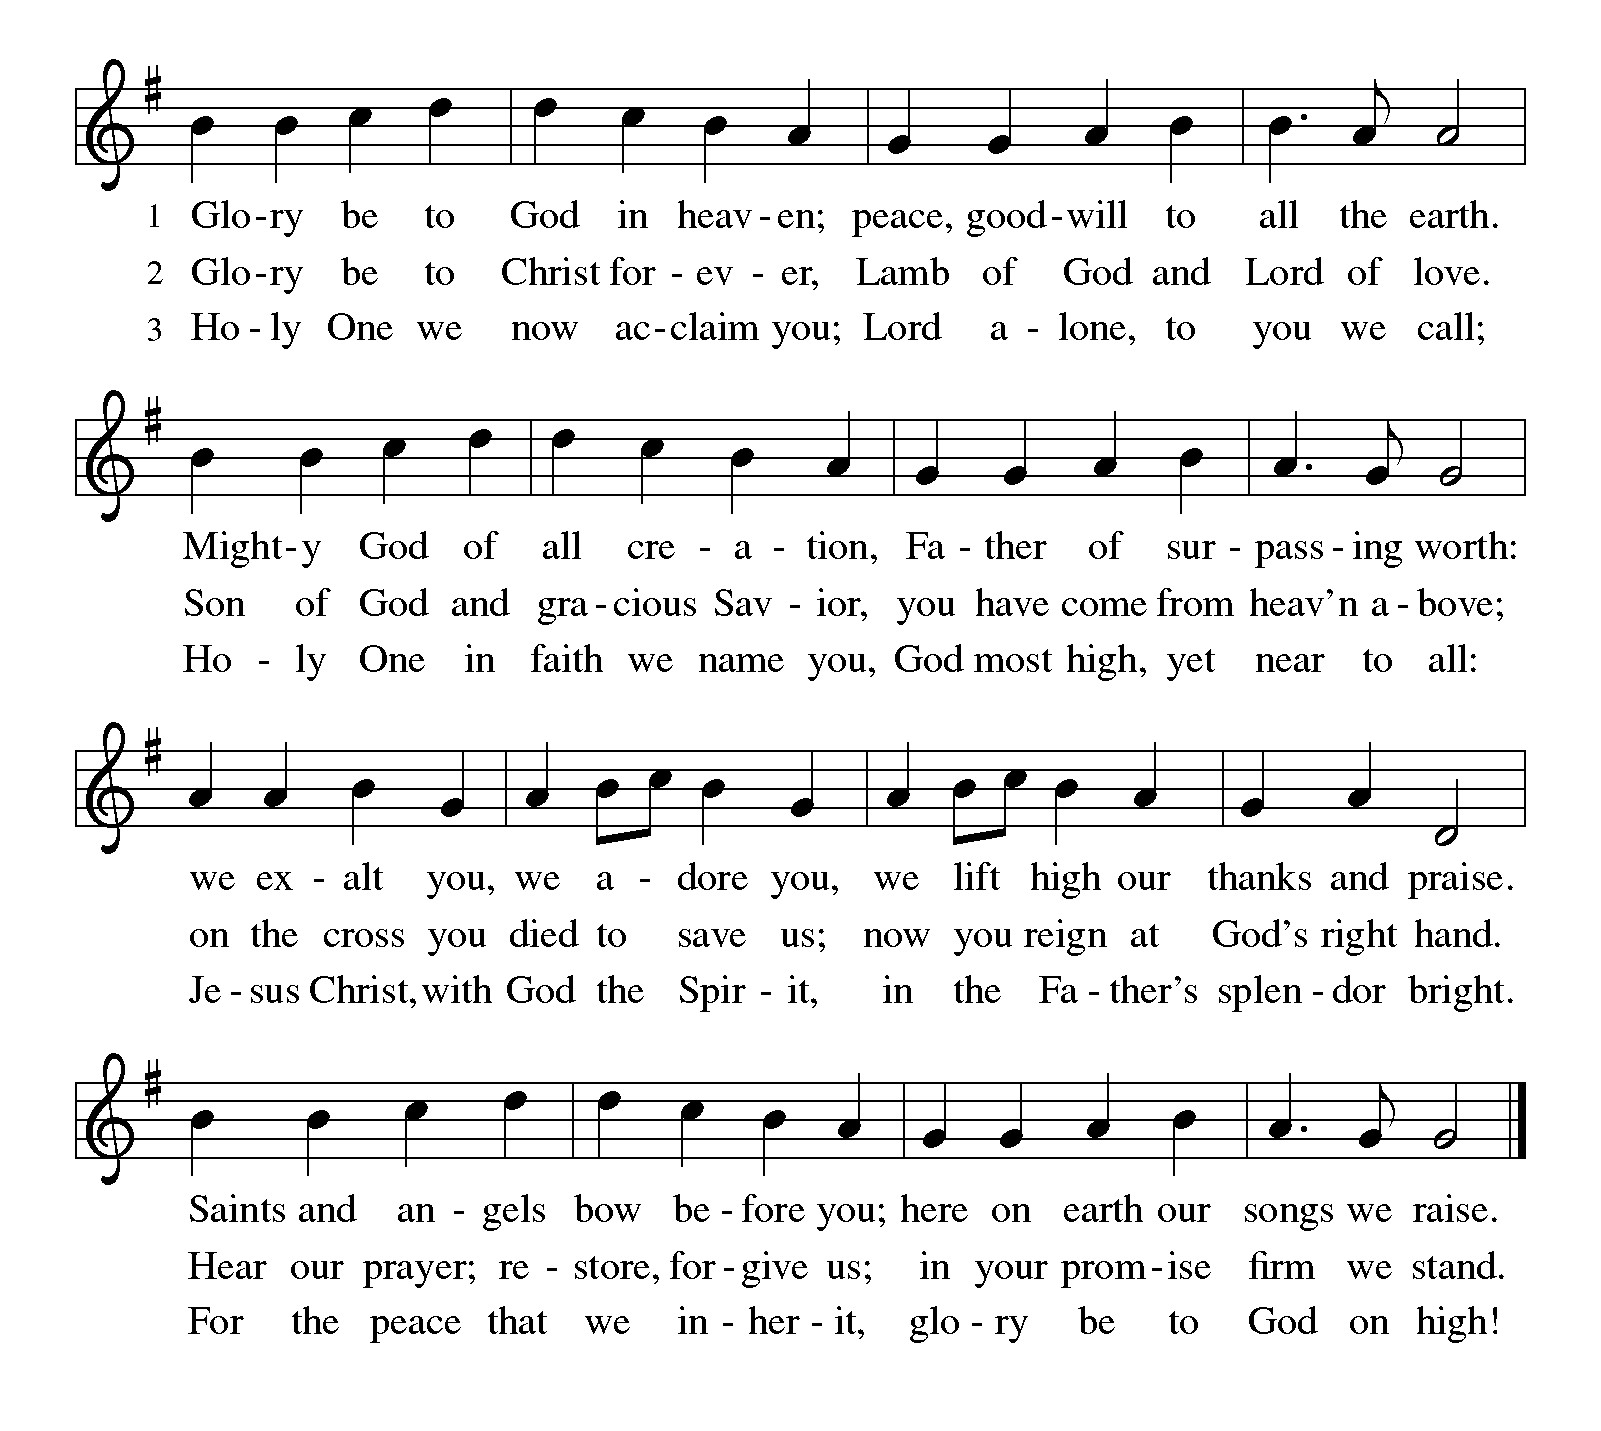 1 Glo-ry be to God in heav-en; peace, good-will to all the earth.
2 Glo-ry be to Christ for-ev-er, Lamb of God and Lord of love.
3 Ho-ly One we now ac-claim you; Lord a-lone, to you we call;
Might-y God of all cre-a-tion, Fa-ther of sur-pass-ing worth:
Son of God and gra-cious Sav-ior, you have come from heav'n a-bove;
Ho-ly One in faith we name you, God most high, yet near to all:
we ex-alt you, we a-dore you, we lift high our thanks and praise.
on the cross you died to save us; now you reign at God's right hand.
Je-sus Christ, with God the Spir-it, in the Fa-ther's splen-dor bright.
Saints and an-gels bow be-fore you; here on earth our songs we raise.
Hear our prayer; re-store, for-give us; in your prom-ise firm we stand.
For the peace that we in-her-it, glo-ry be to God on high!